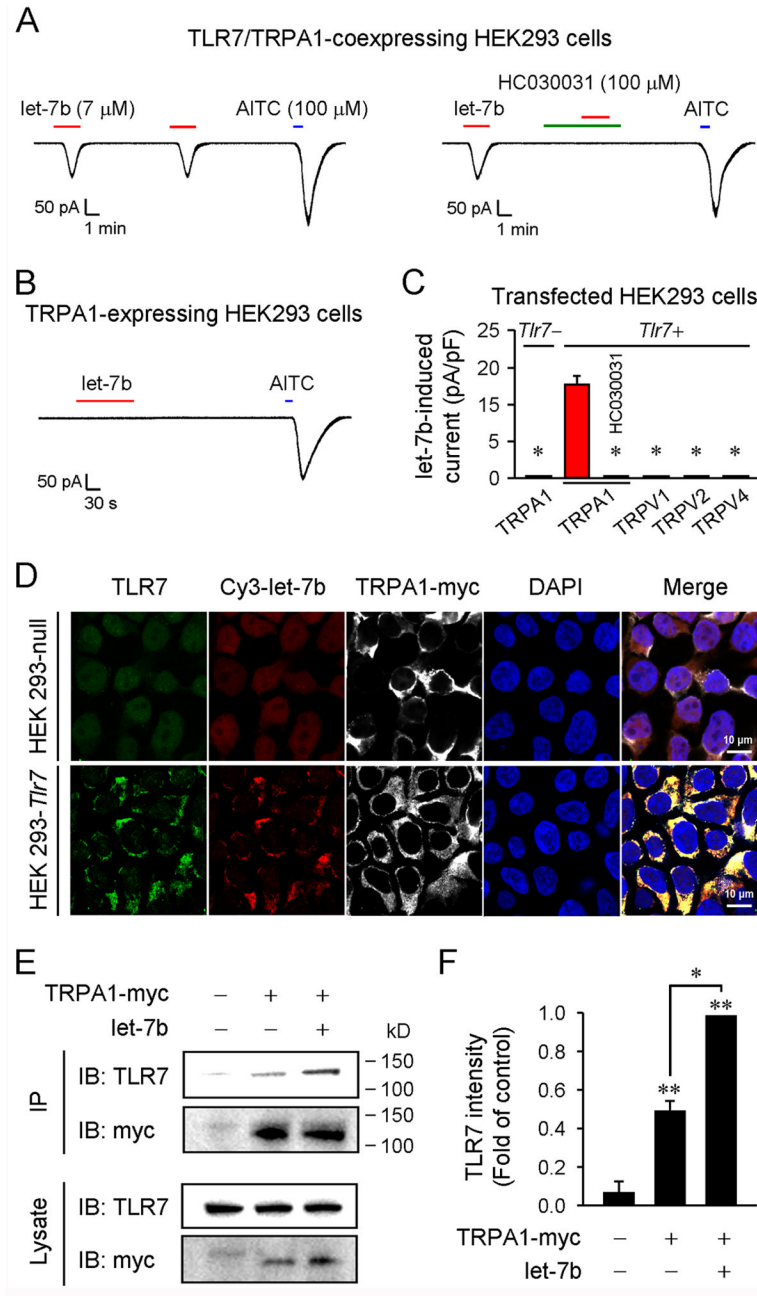 A
TLR7/TRPA1-coexpressing HEK293 cells
HC030031 (100 μM)
let-7b (7 μM) AITC (100 μM) let-7b AITC
50 pA 1 min
50 pA 1 min
B
TRPA1-expressing HEK293 cells
let-7b AITC
50 pA
30 s
C
Transfected HEK293 cells
Tlr7– Tlr7+
let-7b-induced
current (pA/pF)
25
20
15
10
5
0
HC030031
* * * * *
TRPA1 TRPA1 TRPV1 TRPV2 TRPV4
D
TLR7 Cy3-let-7b TRPA1-myc DAPI Merge
HEK 293-null
10 μm
HEK 293-Tlr7
10 μm
E
TRPA1-myc – + +
let-7b – – + kD
IP
IB: TLR7 – 150
– 100
IB: myc – 150
– 100
Lysate
IB: TLR7
IB: myc
F
TLR7 intensity
(Fold of control)
1.0
0.8
0.6
0.4
0.2
0.0
*
**
**
TRPA1-myc – + +
let-7b – – +